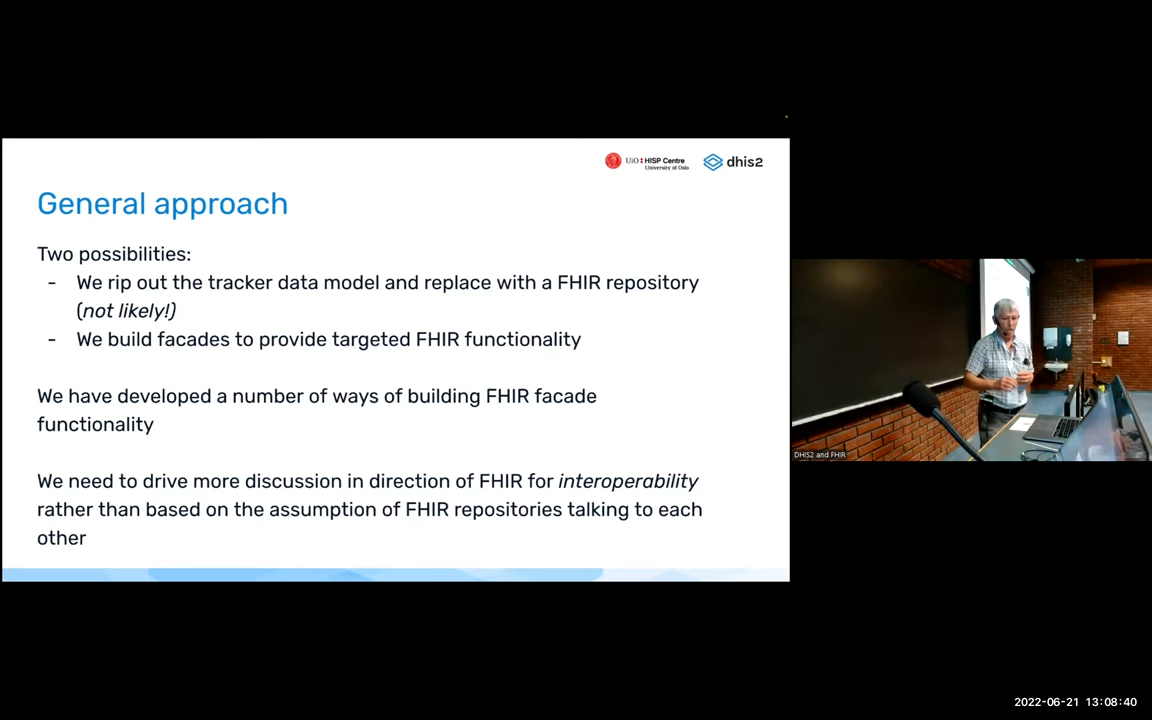 UiO HISP Centre
University of Oslo
dhis2
General approach
Two possibilities:
- We rip out the tracker data model and replace with a FHIR repository
(not likely!)
- We build facades to provide targeted FHIR functionality
We have developed a number of ways of building FHIR facade
functionality
We need to drive more discussion in direction of FHIR for interoperability
rather than based on the assumption of FHIR repositories talking to each
other
DHIS2 and FHIR
2022-06-21 13:08:40